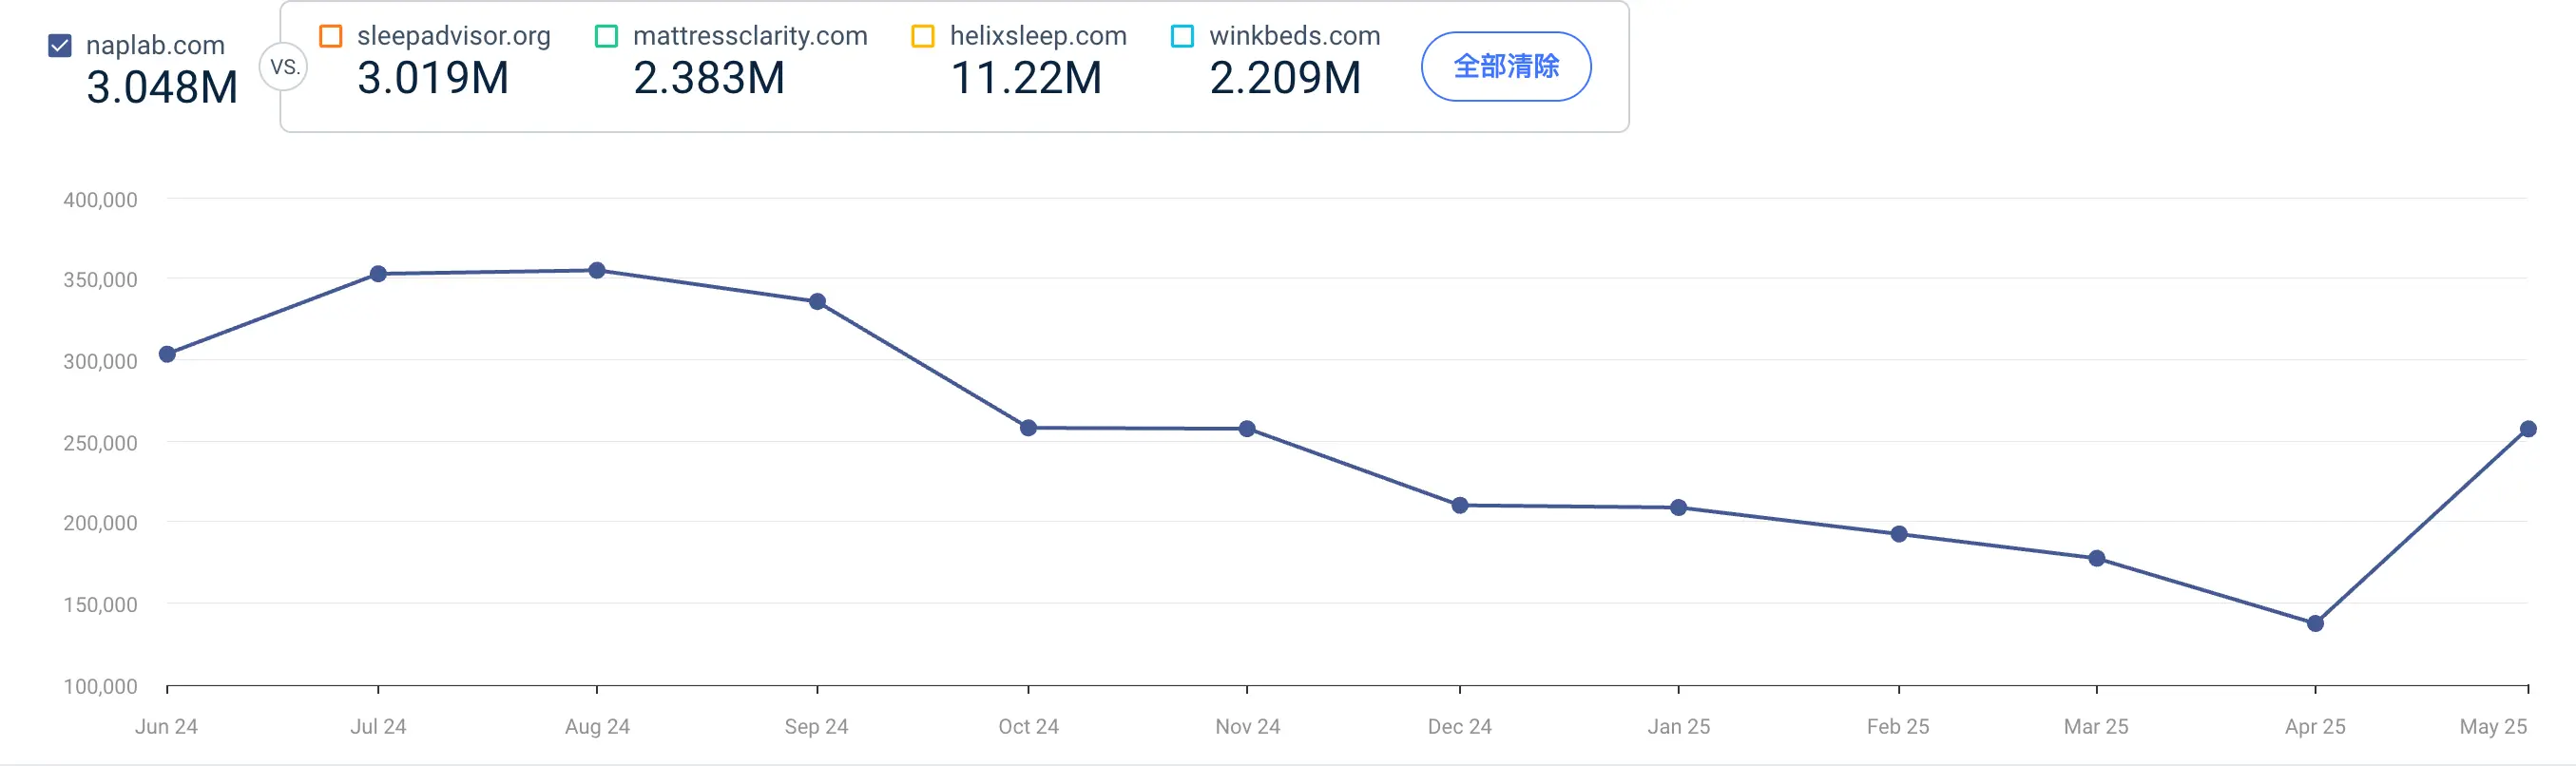 naplab.com
3.048M
VS.
sleepadvisor.org
3.019M
mattressclarity.com
2.383M
helixsleep.com
11.22M
winkbeds.com
2.209M
全部清除
400,000
350,000
300,000
250,000
200,000
150,000
100,000
Jun 24 Jul 24 Aug 24 Sep 24 Oct 24 Nov 24 Dec 24 Jan 25 Feb 25 Mar 25 Apr 25 May 25